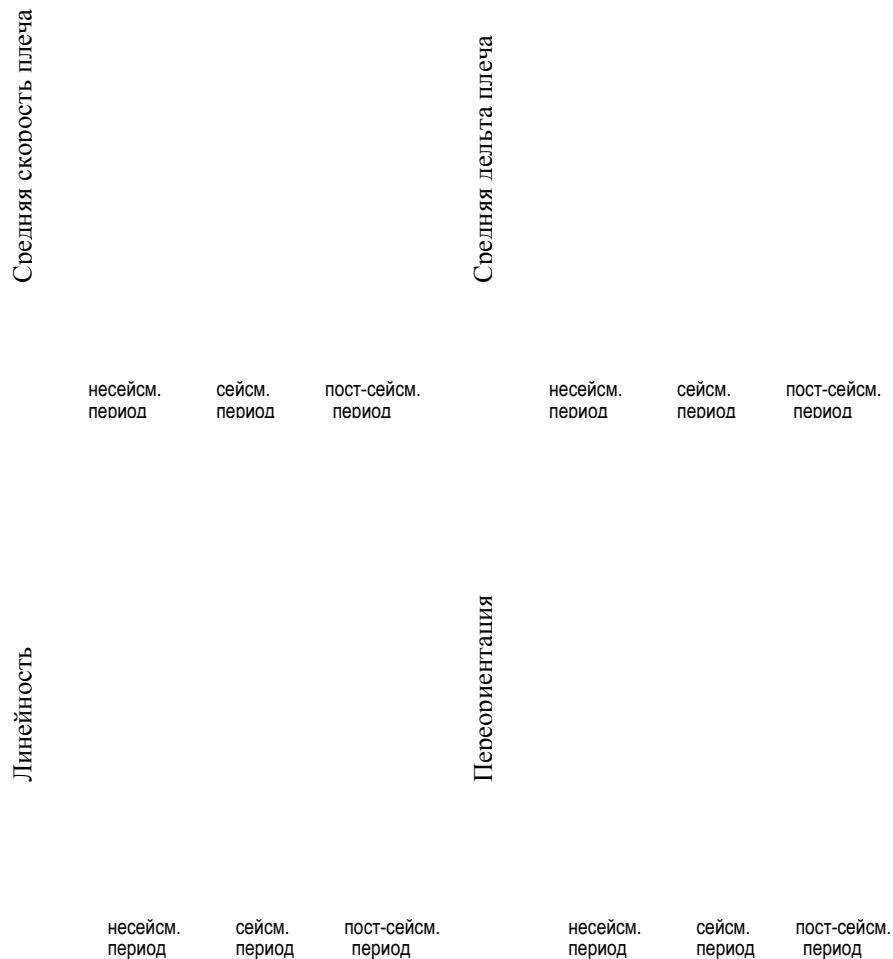 Средняя скорость плеча
Средняя дельта плеча
несейсм. сейсм. пост-сейсм.
период период период
несейсм. сейсм. пост-сейсм.
период период период
Линейность
Переориентация
несейсм. сейсм. пост-сейсм.
период период период
несейсм. сейсм. пост-сейсм.
период период период